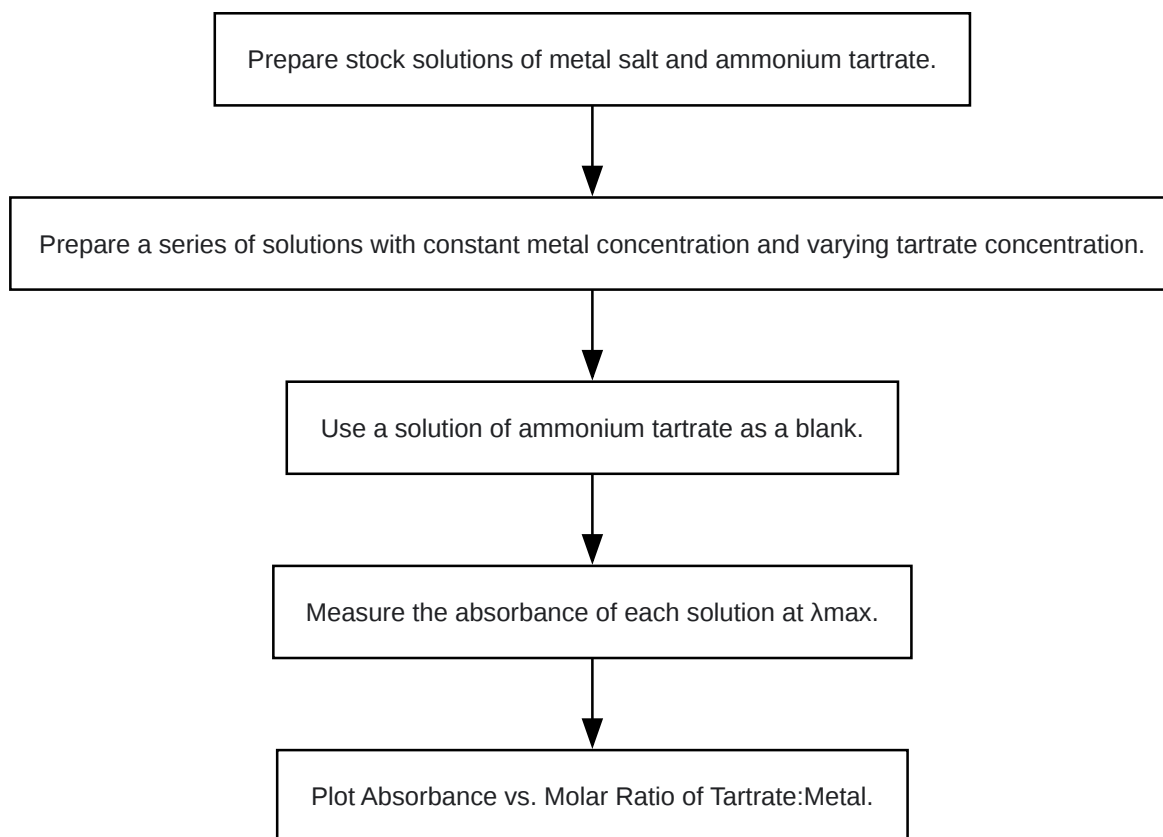 Prepare stock solutions of metal salt and ammonium tartrate.
Prepare a series of solutions with constant metal concentration and varying tartrate concentration.
Use a solution of ammonium tartrate as a blank.
Measure the absorbance of each solution at λmax.
Plot Absorbance vs. Molar Ratio of Tartrate:Metal.